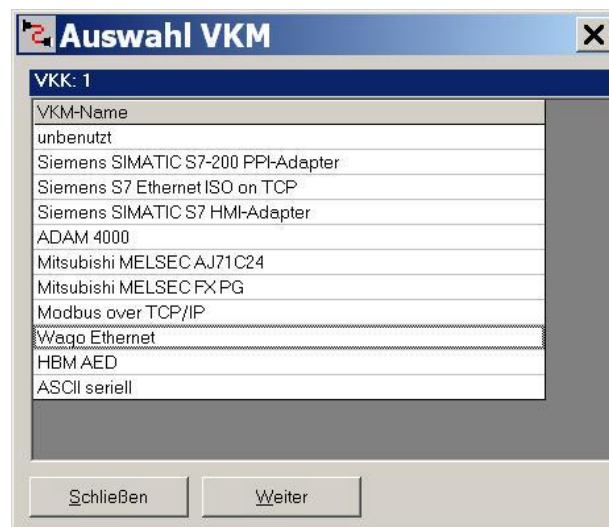 Auswahl VKM
VKK: 1
VKM-Name
unbenutzt
Siemens SIMATIC S7-200 PPI-Adapter
Siemens S7 Ethernet ISO on TCP
Siemens SIMATIC S7 HMI-Adapter
ADAM 4000
Mitsubishi MELSEC AJ71C24
Mitsubishi MELSEC FX PG
Modbus over TCP/IP
Wago Ethernet
HBM AED
ASCII seriell
Schließen Weiter